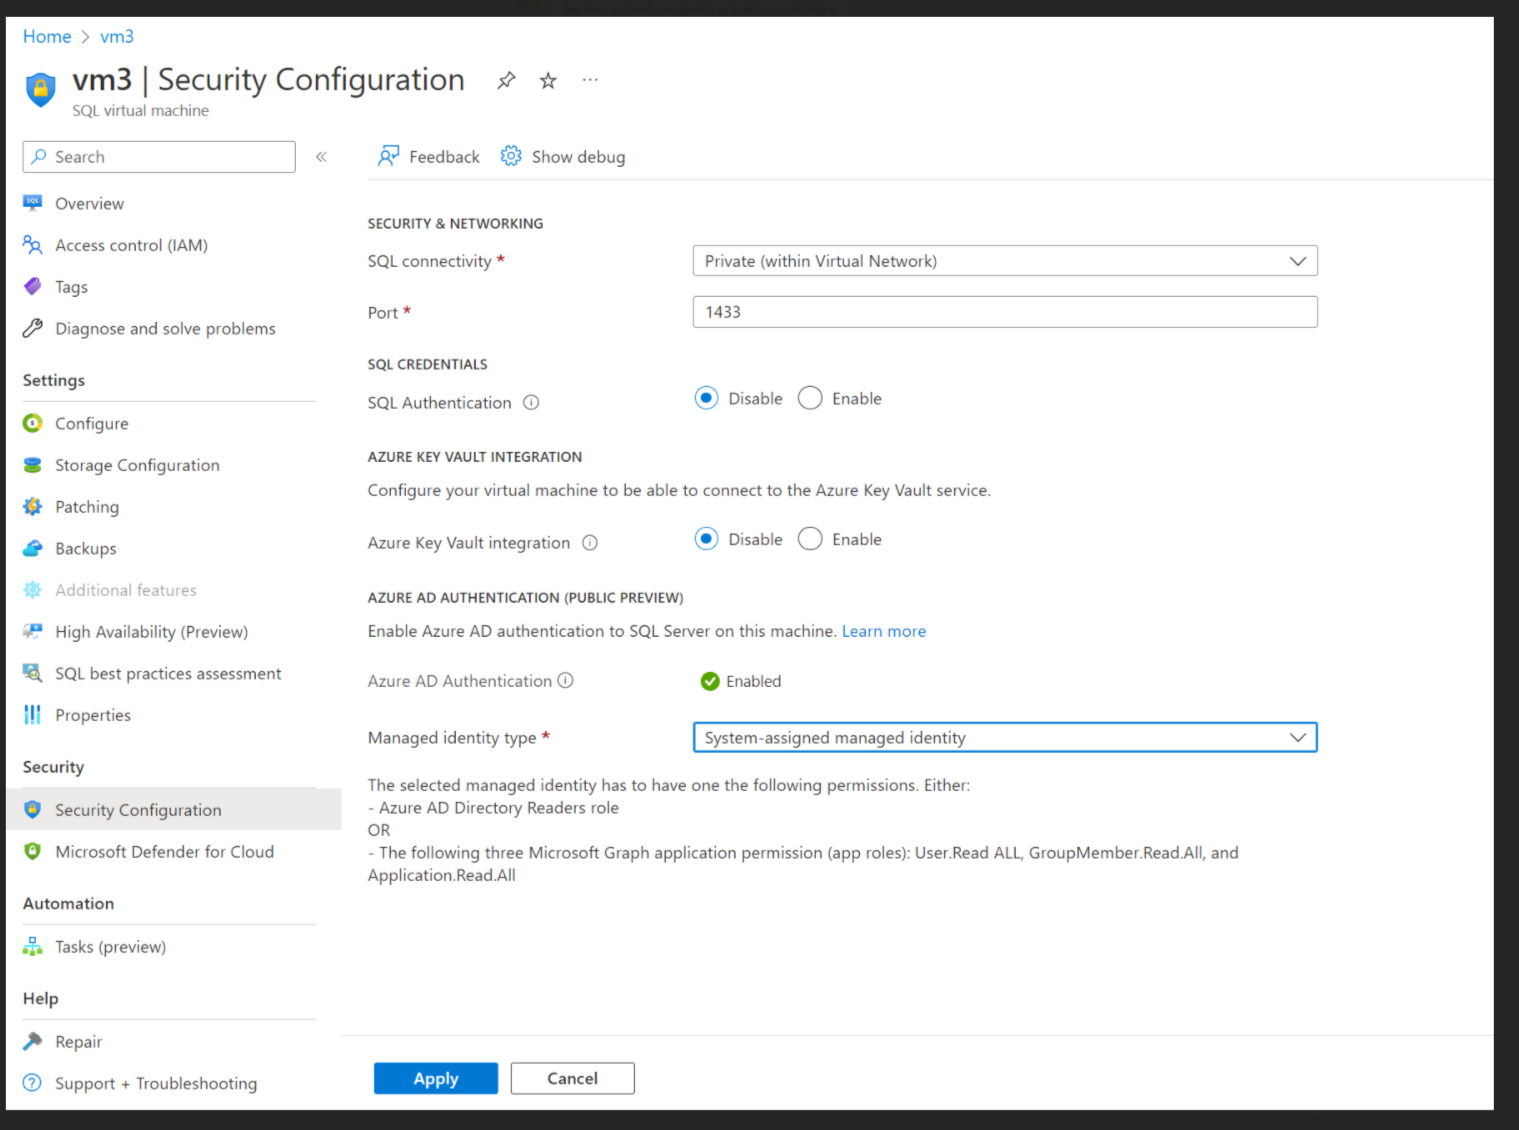 Home > vm3
vm3 | Security Configuration
SQL virtual machine
Search
Overview
Access control (IAM)
Tags
Diagnose and solve problems
Settings
Configure
Storage Configuration
Patching
Backups
Additional features
High Availability (Preview)
SQL best practices assessment
Properties
Security
Security Configuration
Microsoft Defender for Cloud
Automation
Tasks (preview)
Help
Repair
Support + Troubleshooting
Feedback Show debug
SECURITY & NETWORKING
SQL connectivity * Private (within Virtual Network)
Port * 1433
SQL CREDENTIALS
SQL Authentication Disable Enable
AZURE KEY VAULT INTEGRATION
Configure your virtual machine to be able to connect to the Azure Key Vault service.
Azure Key Vault integration Disable Enable
AZURE AD AUTHENTICATION (PUBLIC PREVIEW)
Enable Azure AD authentication to SQL Server on this machine. Learn more
Azure AD Authentication Enabled
Managed identity type * System-assigned managed identity
The selected managed identity has to have one the following permissions. Either:
- Azure AD Directory Readers role
OR
- The following three Microsoft Graph application permission (app roles): User.Read ALL, GroupMember.Read.All, and
Application.Read.All
Apply Cancel